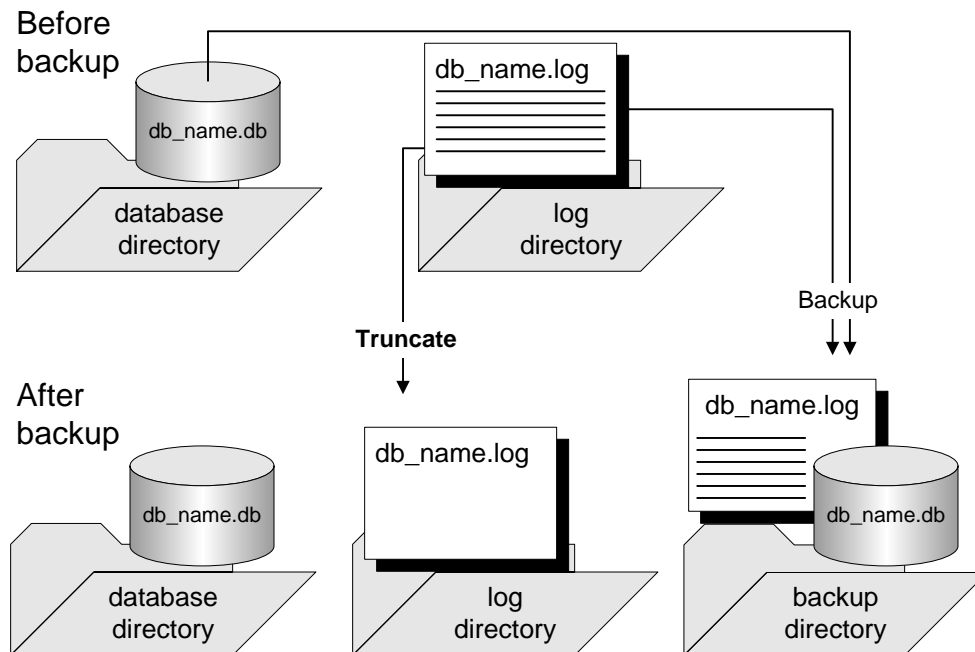 Before
backup
db_name.db
database
directory
db_name.log
log
directory
Backup
Truncate
After
backup
db_name.db
database
directory
db_name.log
log
directory
db_name.log
db_name.db
backup
directory